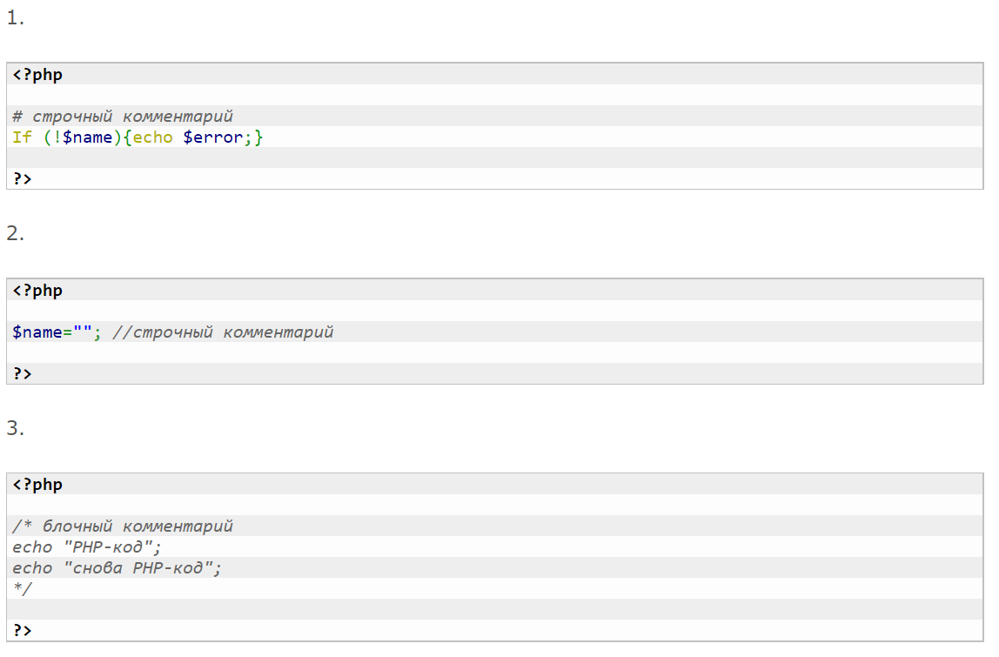 1.
<?php
# строчный комментарий
If (!$name){echo $error;}
?>
2.
<?php
$name=""; //строчный комментарий
?>
3.
<?php
/* блочный комментарий
echo "PHP-код";
echo "снова PHP-код";
*/
?>